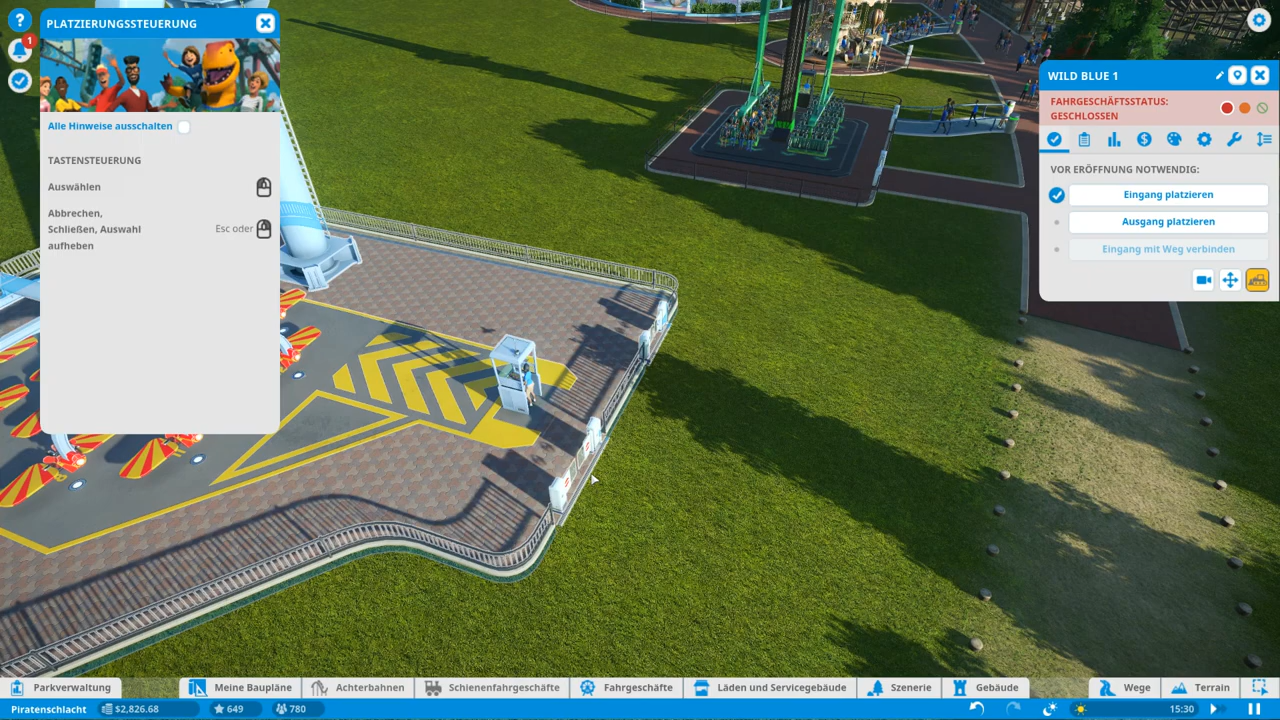 PLATZIERUNGSSTEUERUNG
1
Alle Hinweise ausschalten
TASTENSTEUERUNG
Auswählen
Abbrechen,
Schließen, Auswahl
aufheben
Esc oder
WILD BLUE 1
FAHRGESCHÄFTSSTATUS:
GESCHLOSSEN
VOR ERÖFFNUNG NOTWENDIG:
Eingang platzieren
Ausgang platzieren
Eingang mit Weg verbinden
Parkverwaltung
Meine Baupläne
Achterbahnen
Schienenfahrgeschäfte
Fahrgeschäfte
Läden und Servicegebäude
Szenerie
Gebäude
Wege
Terrain
Piratenschlacht
$2,826.68
649
780
15:30